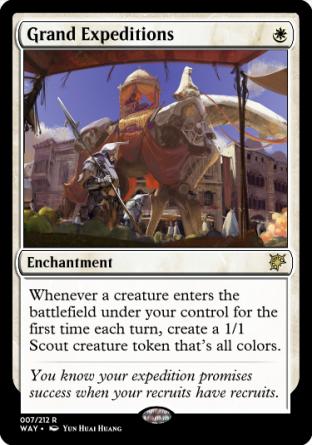 Grand Expeditions
Enchantment
Whenever a creature enters the
battlefield under your control for the
first time each turn, create a 1/1
Scout creature token that's all colors.
You know your expedition promises
success when your recruits have recruits.
007/212 R
WAY • Yun Huai Huang